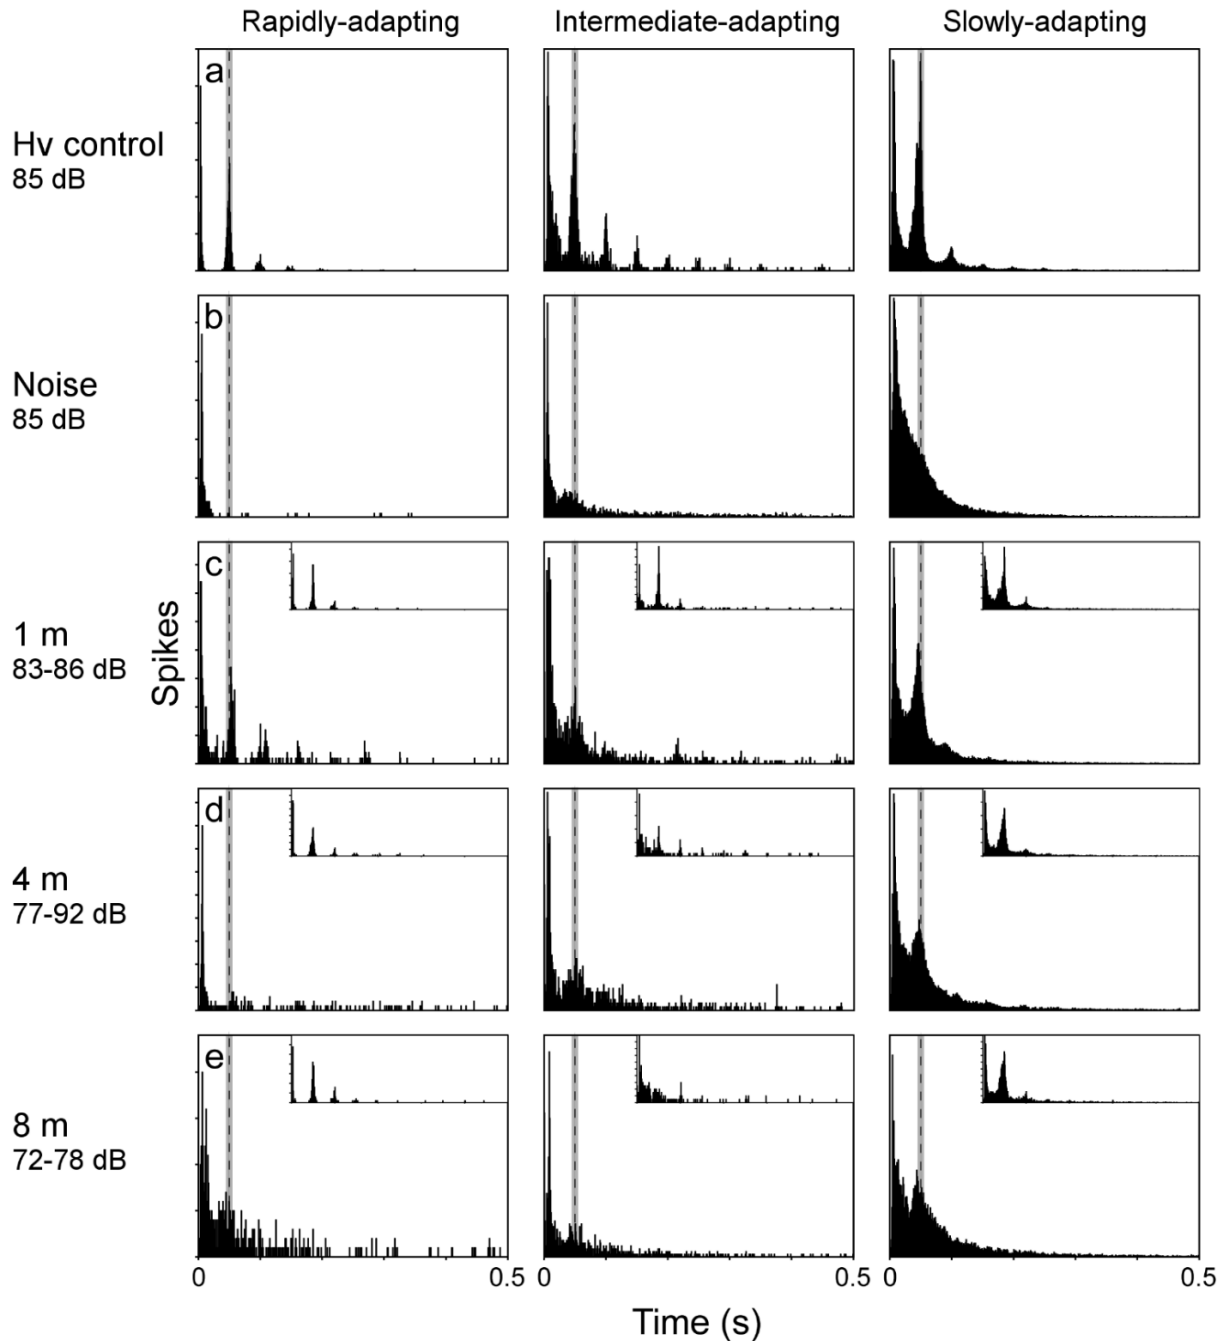 Rapidly-adapting
Intermediate-adapting
Slowly-adapting
a
Hv control
85 dB
b
Noise
85 dB
c
1 m
83-86 dB
Spikes
d
4 m
77-92 dB
e
8 m
72-78 dB
0
0.5
0
0.5
0
0.5
Time (s)